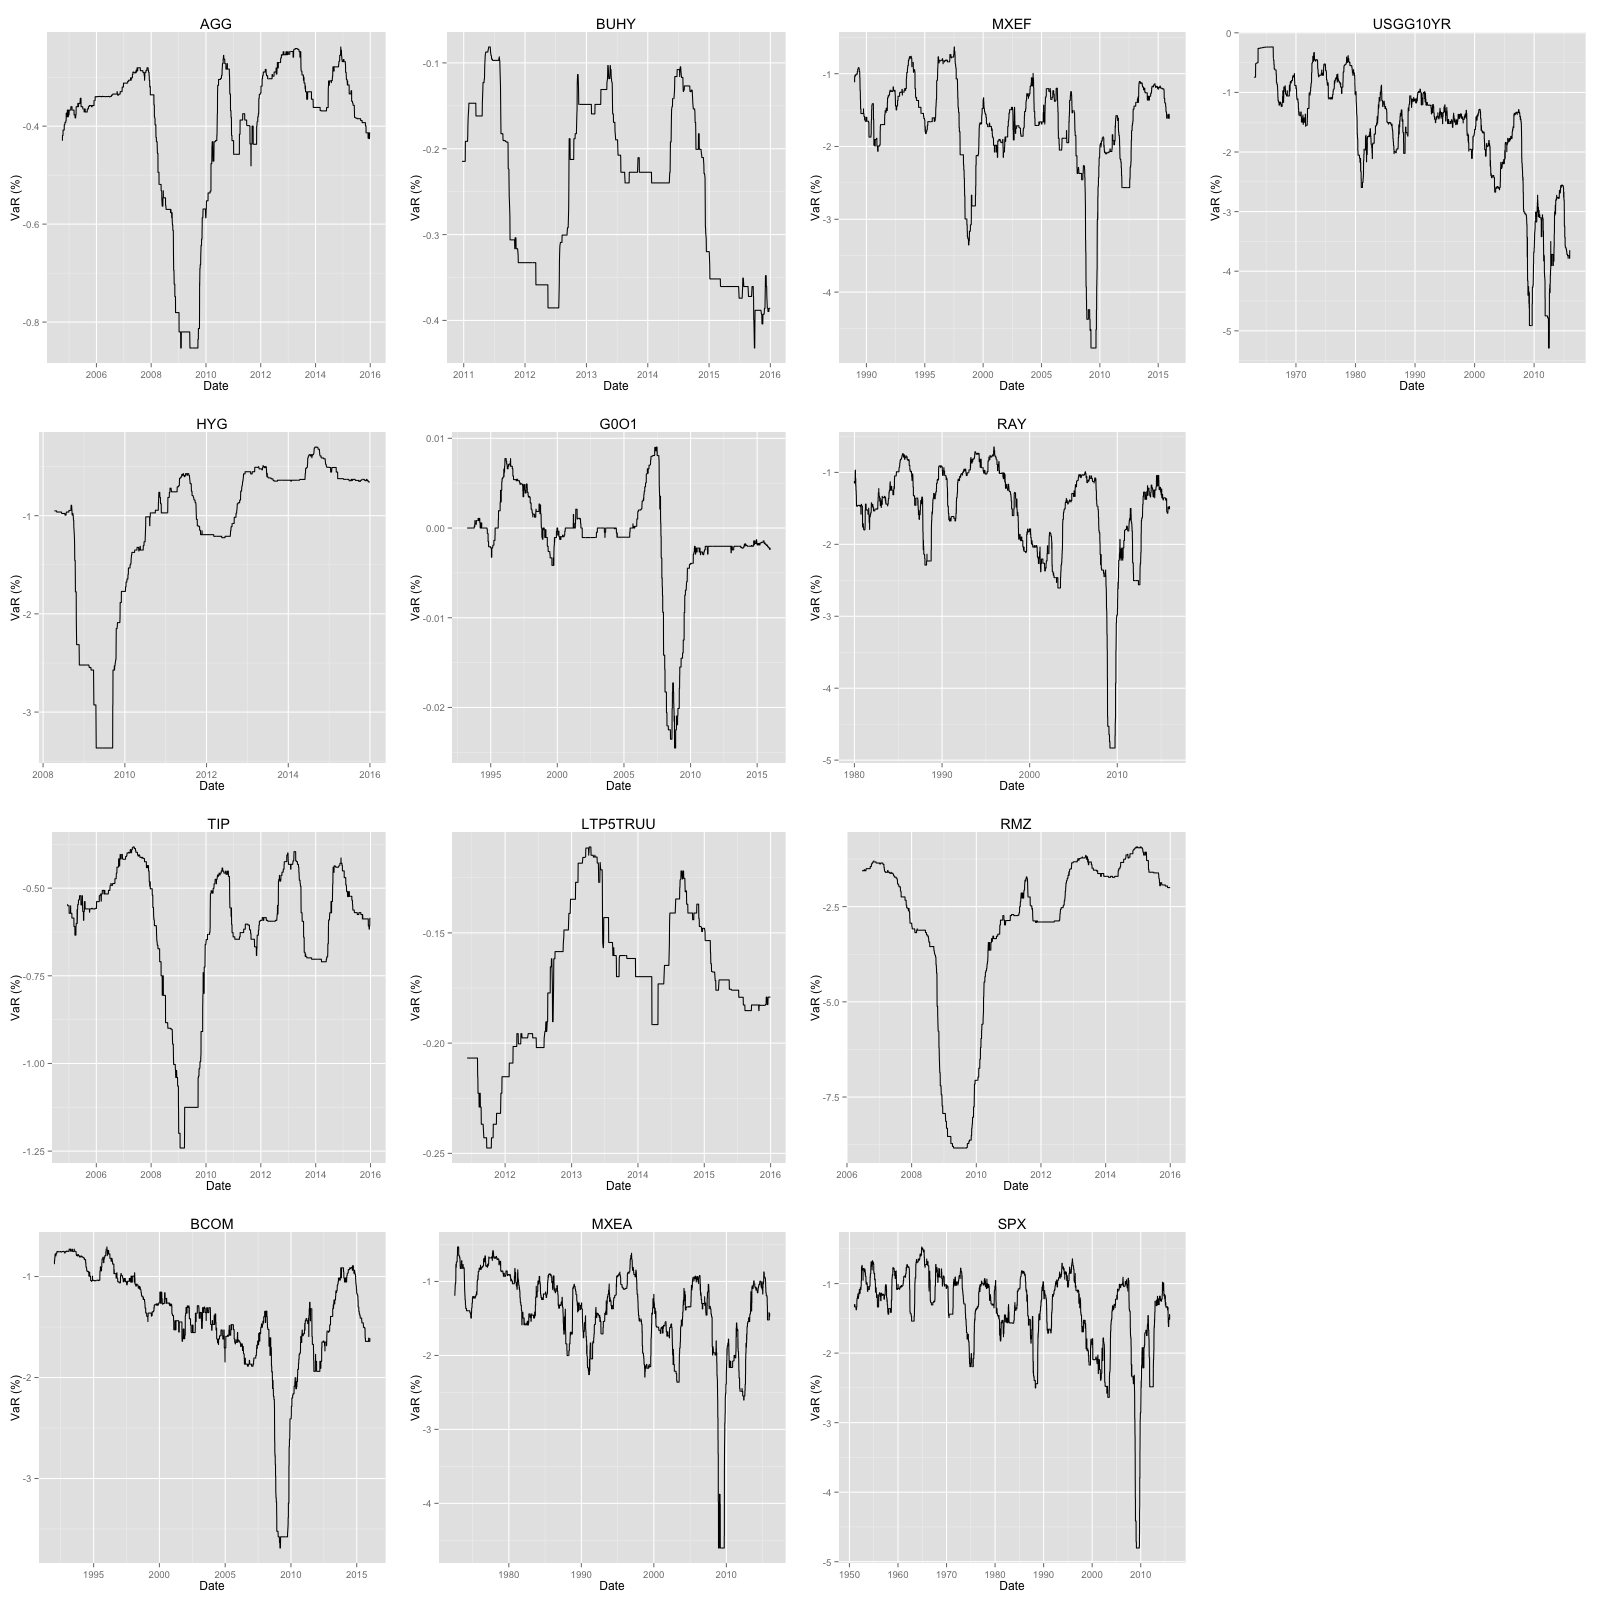 AGG
VaR (%)
-0.4
-0.6
-0.8
2006 2008 2010 2012 2014 2016
Date
BUHY
VaR (%)
-0.1
-0.2
-0.3
-0.4
2011 2012 2013 2014 2015 2016
Date
MXEF
VaR (%)
-1
-2
-3
-4
1990 1995 2000 2005 2010 2015
Date
USGG10YR
VaR (%)
0
-1
-2
-3
-4
-5
1970 1980 1990 2000 2010
Date
HYG
VaR (%)
-1
-2
-3
2008 2010 2012 2014 2016
Date
G0O1
VaR (%)
0.01
0.00
-0.01
-0.02
1995 2000 2005 2010 2015
Date
RAY
VaR (%)
-1
-2
-3
-4
-5
1980 1990 2000 2010
Date
TIP
VaR (%)
-0.50
-0.75
-1.00
-1.25
2006 2008 2010 2012 2014 2016
Date
LTP5TRUU
VaR (%)
-0.15
-0.20
-0.25
2012 2013 2014 2015 2016
Date
RMZ
VaR (%)
-2.5
-5.0
-7.5
2006 2008 2010 2012 2014 2016
Date
BCOM
VaR (%)
-1
-2
-3
1995 2000 2005 2010 2015
Date
MXEA
VaR (%)
-1
-2
-3
-4
1980 1990 2000 2010
Date
SPX
VaR (%)
-1
-2
-3
-4
-5
1950 1960 1970 1980 1990 2000 2010
Date